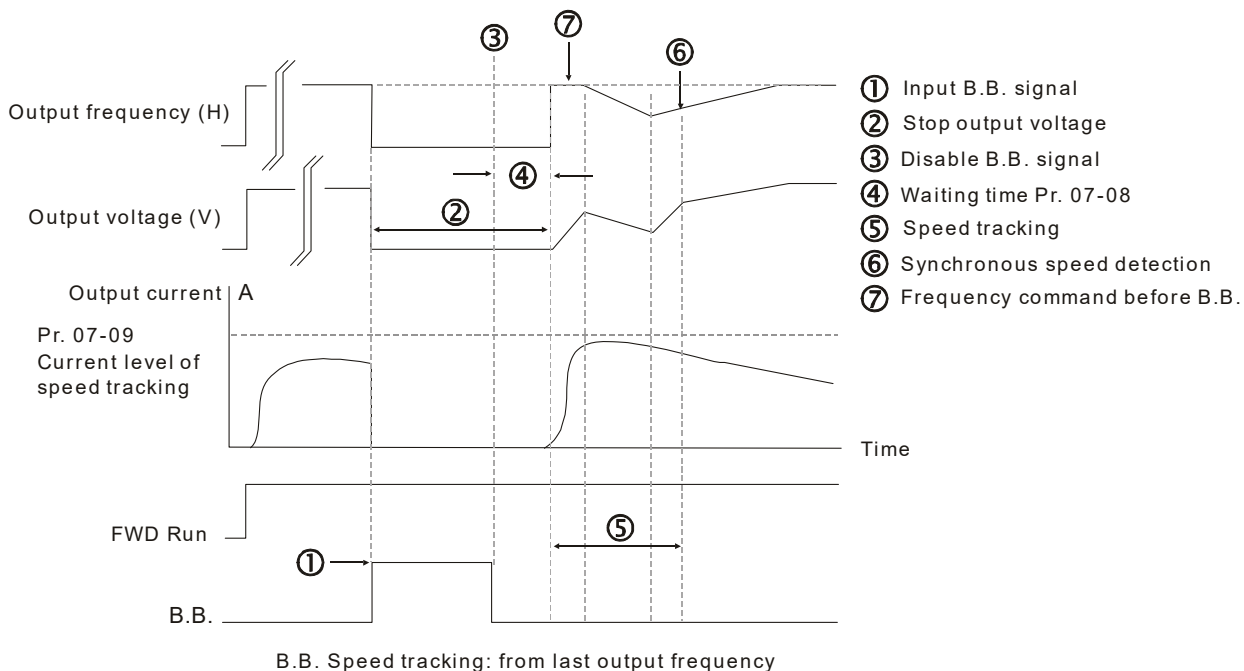 ③
⑦
⑥
Output frequency (H)
④
Output voltage (V)
②
Output current
A
Pr. 07-09
Current level of
speed tracking
Time
FWD Run
⑤
①
B.B.
B.B. Speed tracking: from last output frequency
① Input B.B. signal
② Stop output voltage
③ Disable B.B. signal
④ Waiting time Pr. 07-08
⑤ Speed tracking
⑥ Synchronous speed detection
⑦ Frequency command before B.B.